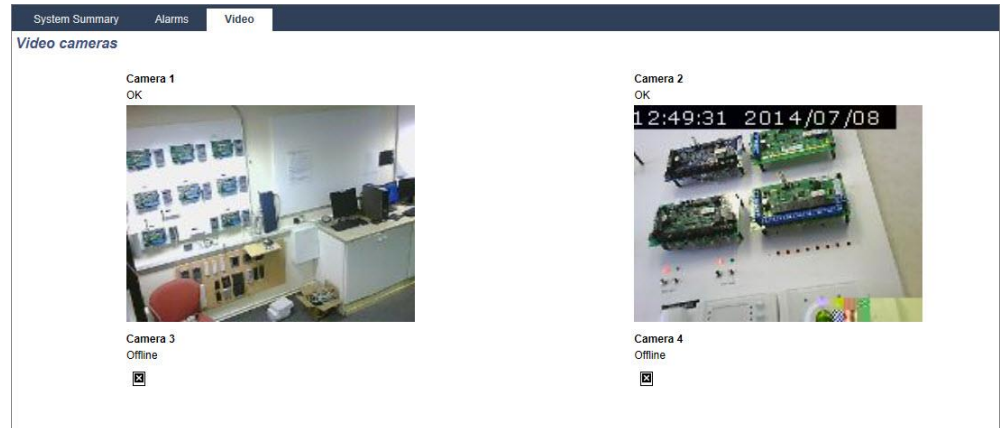 System Summary Alarms Video
Video cameras
Camera 1
OK
Camera 2
OK
12:49:31 2014/07/08
Camera 3
Offline
Camera 4
Offline